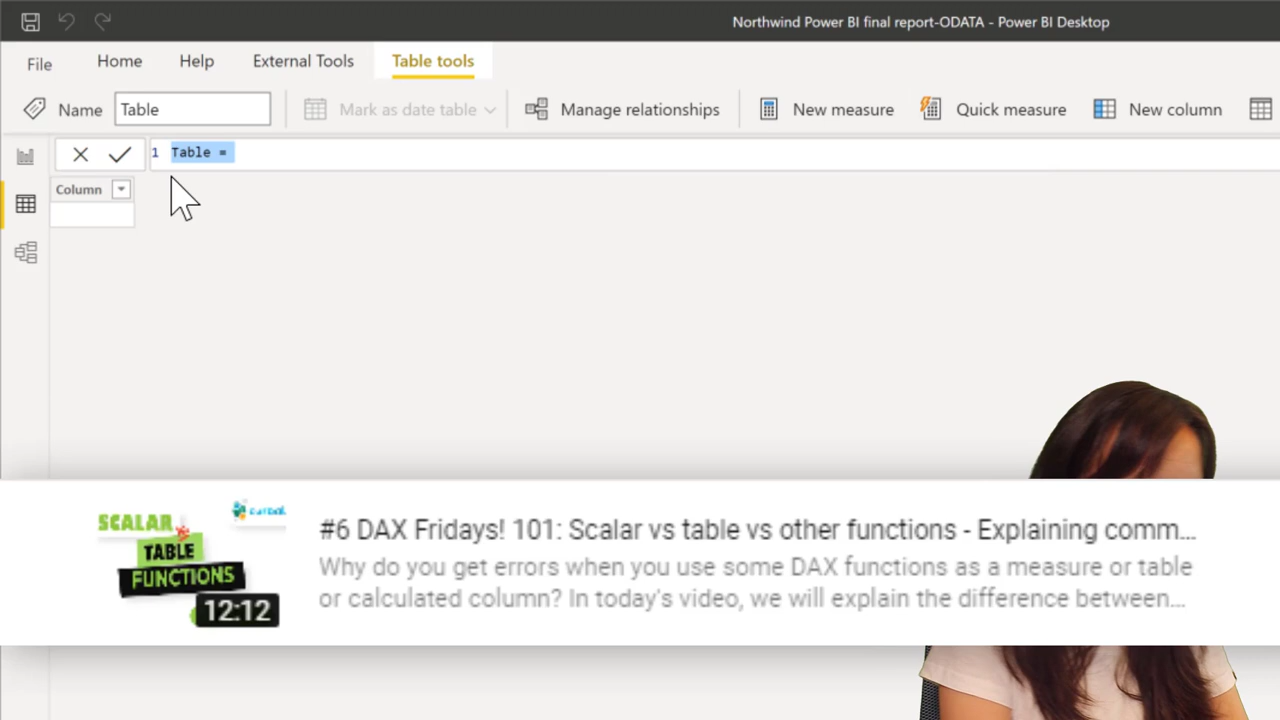 Northwind Power BI final report-ODATA - Power BI Desktop
File Home Help External Tools Table tools
Name Table Mark as date table Manage relationships New measure Quick measure New column
1 Table =
Column
SCALAR
TABLE
FUNCTIONS
curbal
12:12
#6 DAX Fridays! 101: Scalar vs table vs other functions - Explaining comm...
Why do you get errors when you use some DAX functions as a measure or table
or calculated column? In today's video, we will explain the difference between...